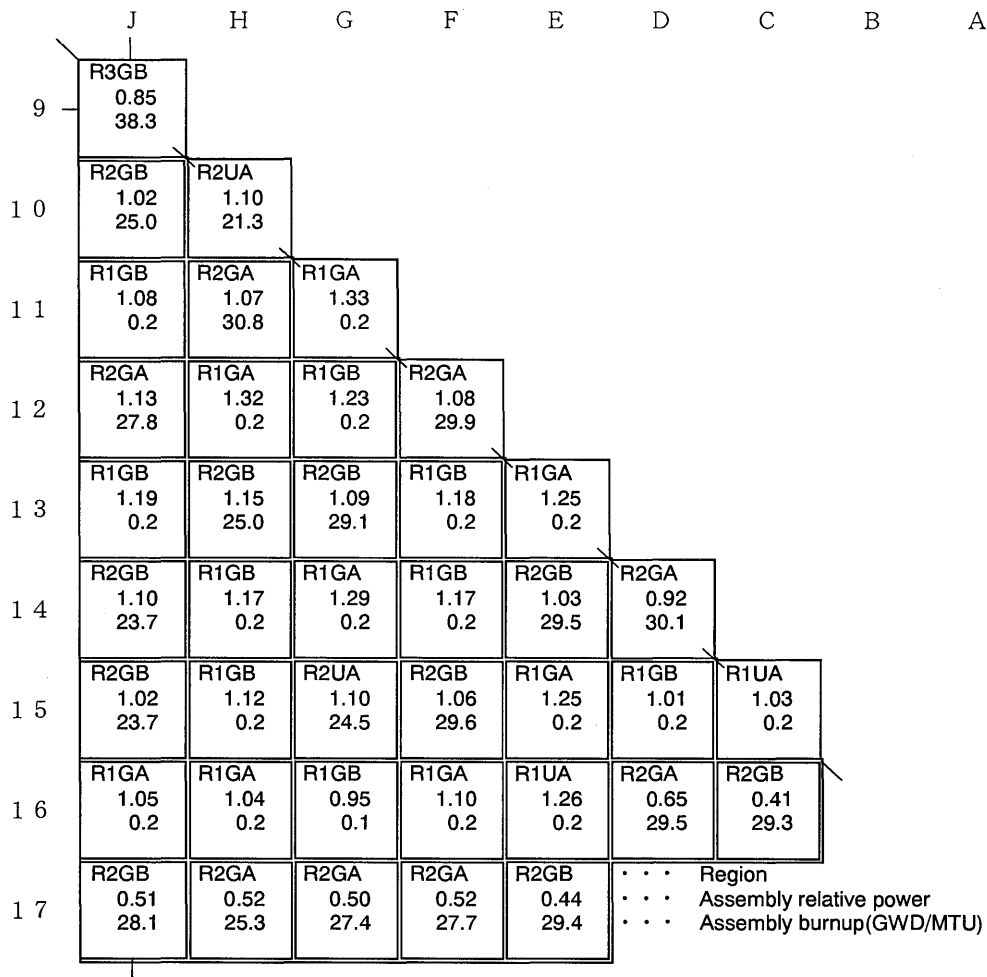 J H G F E D C B A
9
R3GB
0.85
38.3
10
R2GB R2UA
1.02 1.10
25.0 21.3
11
R1GB R2GA R1GA
1.08 1.07 1.33
0.2 30.8 0.2
12
R2GA R1GA R1GB R2GA
1.13 1.32 1.23 1.08
27.8 0.2 0.2 29.9
13
R1GB R2GB R2GB R1GB R1GA
1.19 1.15 1.09 1.18 1.25
0.2 25.0 29.1 0.2 0.2
14
R2GB R1GB R1GA R1GB R2GB R2GA
1.10 1.17 1.29 1.17 1.03 0.92
23.7 0.2 0.2 0.2 29.5 30.1
15
R2GB R1GB R2UA R2GB R1GA R1GB R1UA
1.02 1.12 1.10 1.06 1.25 1.01 1.03
23.7 0.2 24.5 29.6 0.2 0.2 0.2
16
R1GA R1GA R1GB R1GA R1UA R2GA R2GB
1.05 1.04 0.95 1.10 1.26 0.65 0.41
0.2 0.2 0.1 0.2 0.2 29.5 29.3
17
R2GB R2GA R2GA R2GA R2GB · · · Region
0.51 0.52 0.50 0.52 0.44 · · · Assembly relative power
28.1 25.3 27.4 27.7 29.4 · · · Assembly burnup(GWD/MTU)